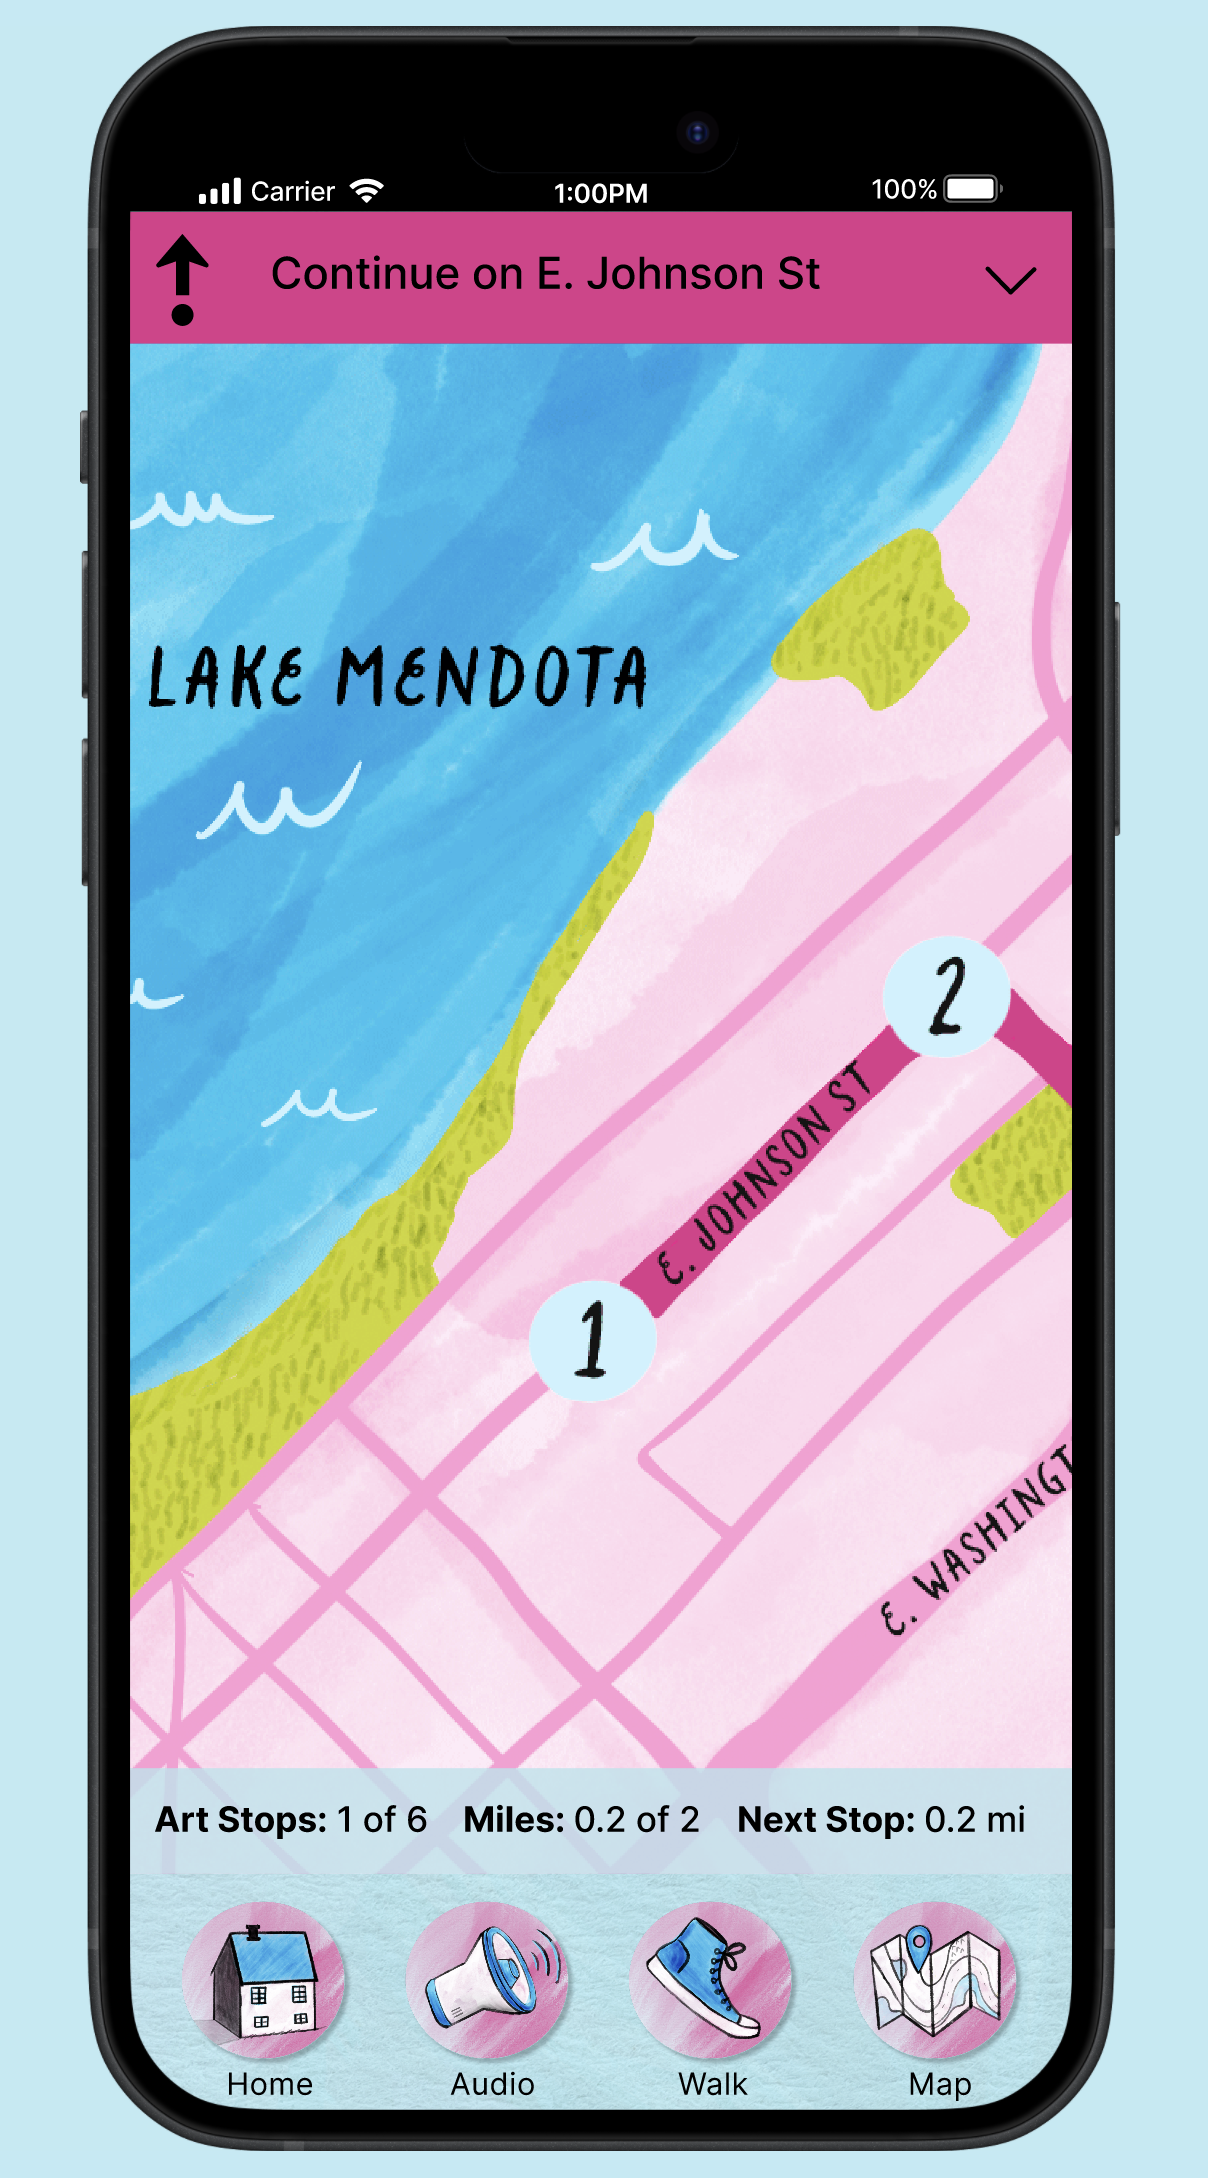 Carrier 1:00PM 100%
Continue on E. Johnson St
LAKE MENDOTA
2
E. JOHNSON ST
1
E. WASHINGT
Art Stops: 1 of 6 Miles: 0.2 of 2 Next Stop: 0.2 mi
Home Audio Walk Map